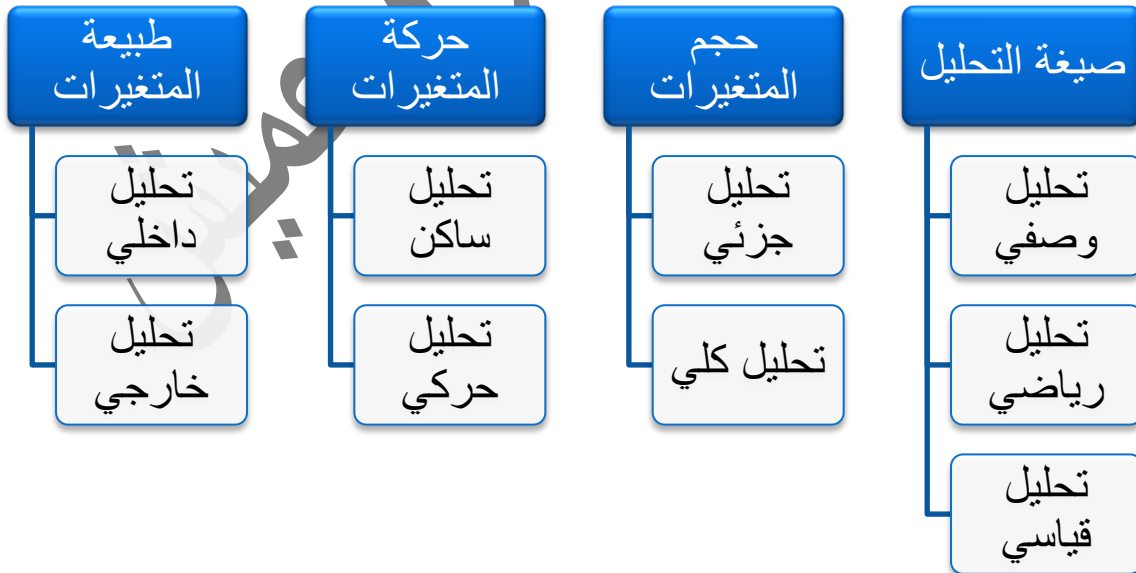 صيغة التحليل
تحليل
وصفي
تحليل
رياضي
تحليل
قياسي
حجم
المتغيرات
تحليل
جزئي
تحليل كلي
حركة
المتغيرات
تحليل
ساكن
تحليل
حركي
طبيعة
المتغيرات
تحليل
داخلي
تحليل
خارجي